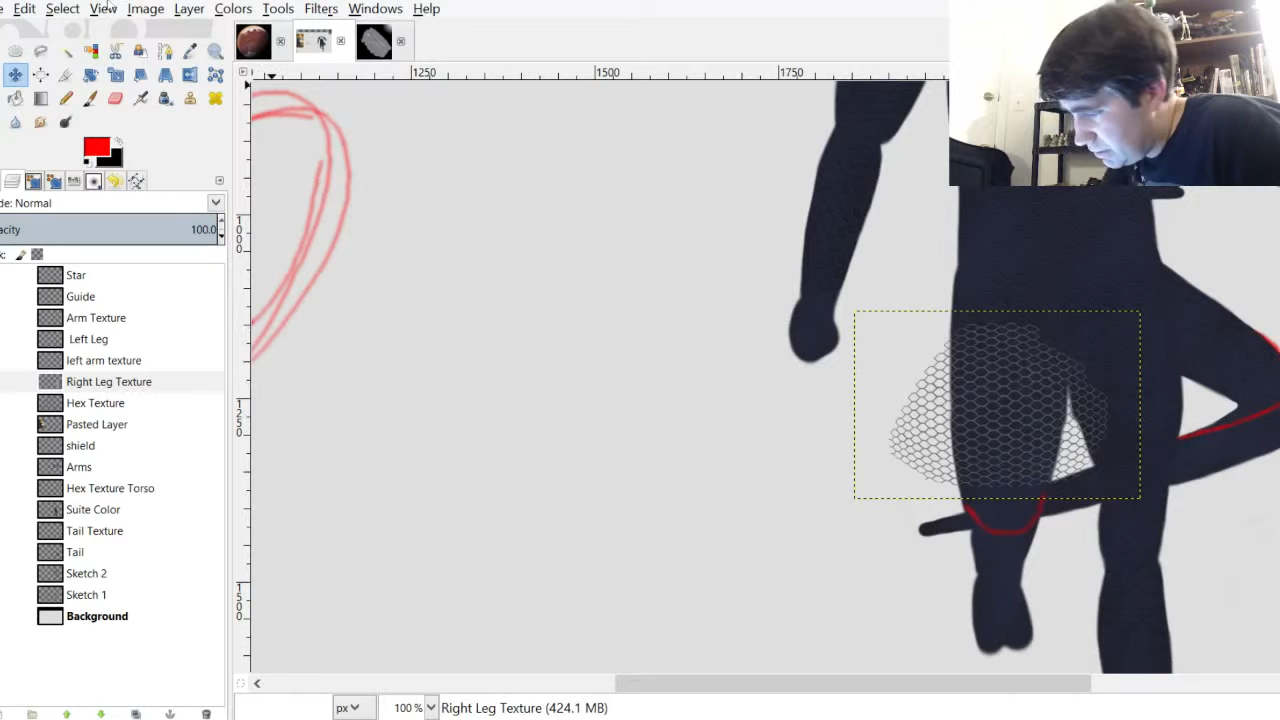 Edit Select View Image Layer Colors Tools Filters Windows Help
1250 1500 1750
de: Normal
acity 100.0
Star
Guide
Arm Texture
Left Leg
left arm texture
Right Leg Texture
Hex Texture
Pasted Layer
shield
Arms
Hex Texture Torso
Suite Color
Tail Texture
Tail
Sketch 2
Sketch 1
Background
1000
1250
1500
px 100 % Right Leg Texture (424.1 MB)